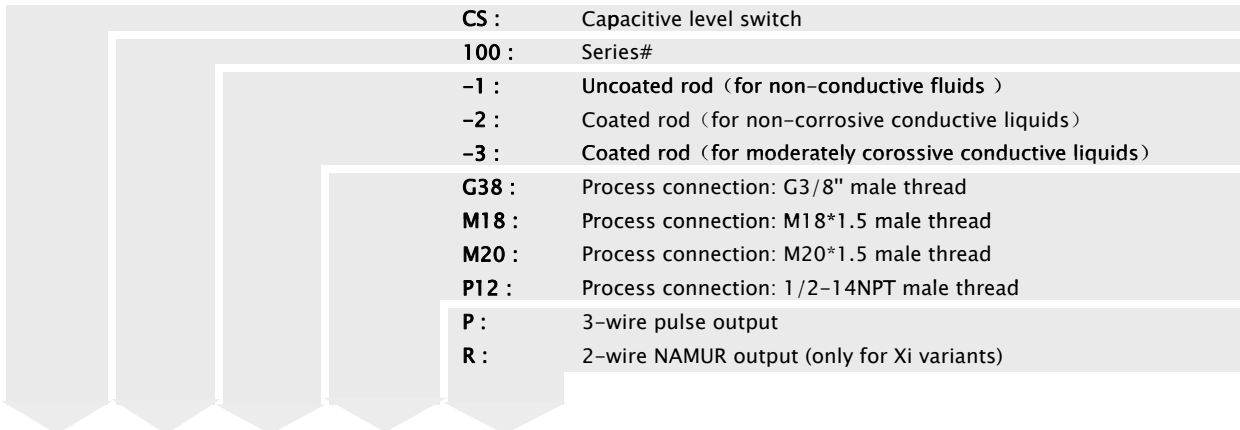 CS : Capacitive level switch
100 : Series#
-1 : Uncoated rod（for non-conductive fluids ）
-2 : Coated rod（for non-corrosive conductive liquids）
-3 : Coated rod（for moderately corossive conductive liquids）
G38 : Process connection: G3/8" male thread
M18 : Process connection: M18*1.5 male thread
M20 : Process connection: M20*1.5 male thread
P12 : Process connection: 1/2-14NPT male thread
P : 3-wire pulse output
R : 2-wire NAMUR output (only for Xi variants)